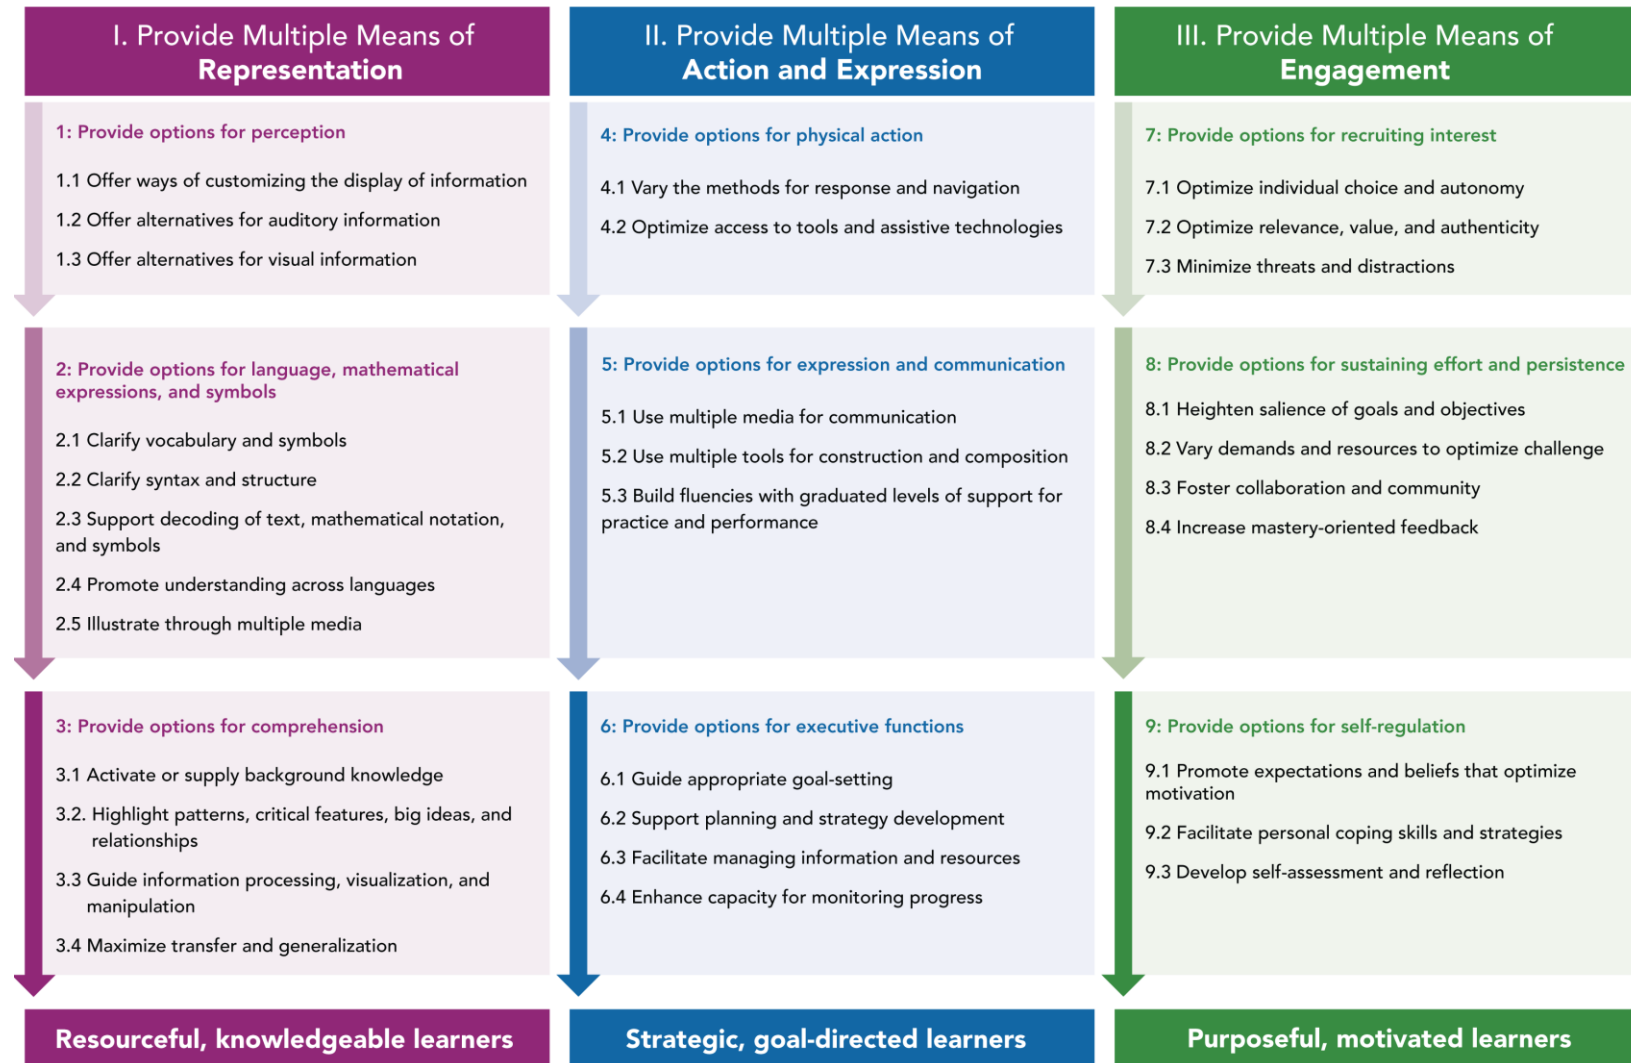 I. Provide Multiple Means of
Representation
1: Provide options for perception
1.1 Offer ways of customizing the display of information
1.2 Offer alternatives for auditory information
1.3 Offer alternatives for visual information
2: Provide options for language, mathematical
expressions, and symbols
2.1 Clarify vocabulary and symbols
2.2 Clarify syntax and structure
2.3 Support decoding of text, mathematical notation,
and symbols
2.4 Promote understanding across languages
2.5 Illustrate through multiple media
3: Provide options for comprehension
3.1 Activate or supply background knowledge
3.2. Highlight patterns, critical features, big ideas, and
relationships
3.3 Guide information processing, visualization, and
manipulation
3.4 Maximize transfer and generalization
Resourceful, knowledgeable learners
II. Provide Multiple Means of
Action and Expression
4: Provide options for physical action
4.1 Vary the methods for response and navigation
4.2 Optimize access to tools and assistive technologies
5: Provide options for expression and communication
5.1 Use multiple media for communication
5.2 Use multiple tools for construction and composition
5.3 Build fluencies with graduated levels of support for
practice and performance
6: Provide options for executive functions
6.1 Guide appropriate goal-setting
6.2 Support planning and strategy development
6.3 Facilitate managing information and resources
6.4 Enhance capacity for monitoring progress
Strategic, goal-directed learners
III. Provide Multiple Means of
Engagement
7: Provide options for recruiting interest
7.1 Optimize individual choice and autonomy
7.2 Optimize relevance, value, and authenticity
7.3 Minimize threats and distractions
8: Provide options for sustaining effort and persistence
8.1 Heighten salience of goals and objectives
8.2 Vary demands and resources to optimize challenge
8.3 Foster collaboration and community
8.4 Increase mastery-oriented feedback
9: Provide options for self-regulation
9.1 Promote expectations and beliefs that optimize
motivation
9.2 Facilitate personal coping skills and strategies
9.3 Develop self-assessment and reflection
Purposeful, motivated learners